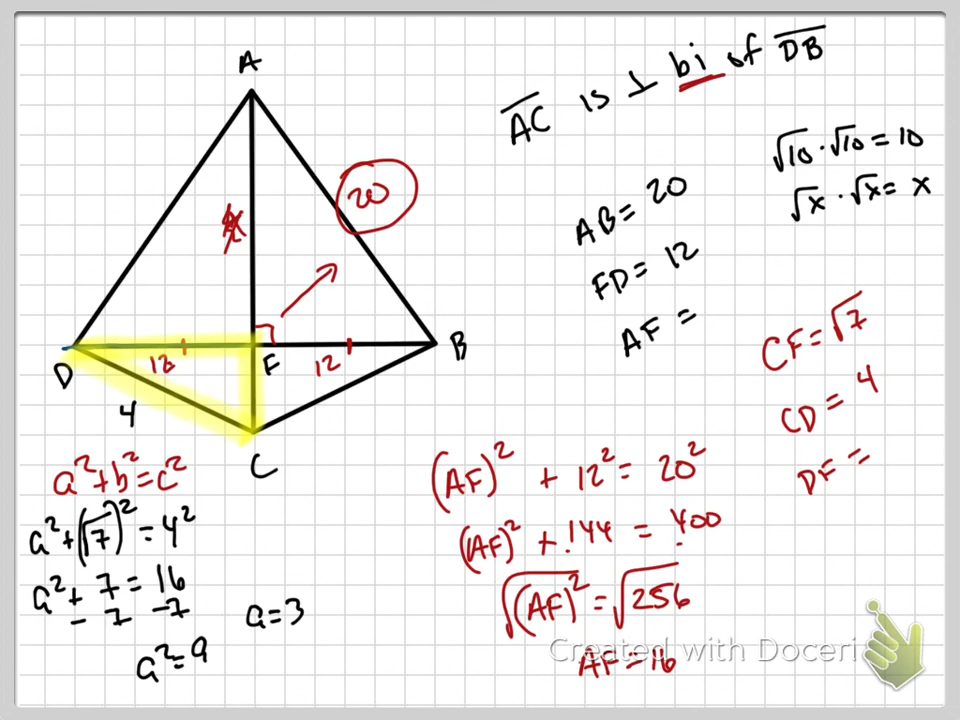 A
AC is ⊥ bi of DB
√10 · √10 = 10
√x · √x = x
20
AB = 20
FD = 12
AF =
D
12
F
12
B
4
C
CF = √7
CD = 4
DF =
a² + b² = c²
a² + (√7)² = 4²
a² + 7 = 16
- 7 -7
a² = 9
a = 3
(AF)² + 12² = 20²
(AF)² + 144 = 400
√(AF)² = √256
AF = 16
Created with Doceri